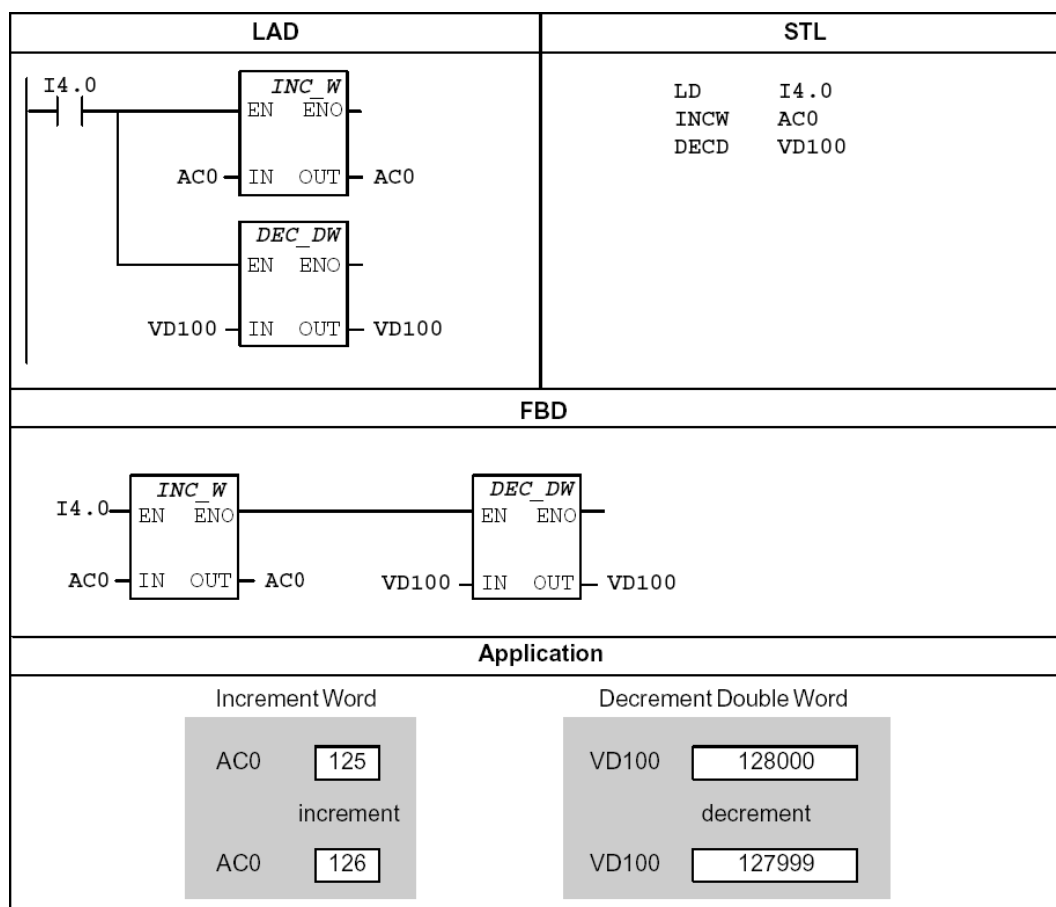 LAD STL
I4.0
INC_W
EN ENO
AC0 IN OUT AC0
DEC_DW
EN ENO
VD100 IN OUT VD100
LD I4.0
INCW AC0
DECD VD100
FBD
INC_W
I4.0 EN ENO
AC0 IN OUT AC0
DEC_DW
EN ENO
VD100 IN OUT VD100
Application
Increment Word
AC0 125
increment
AC0 126
Decrement Double Word
VD100 128000
decrement
VD100 127999